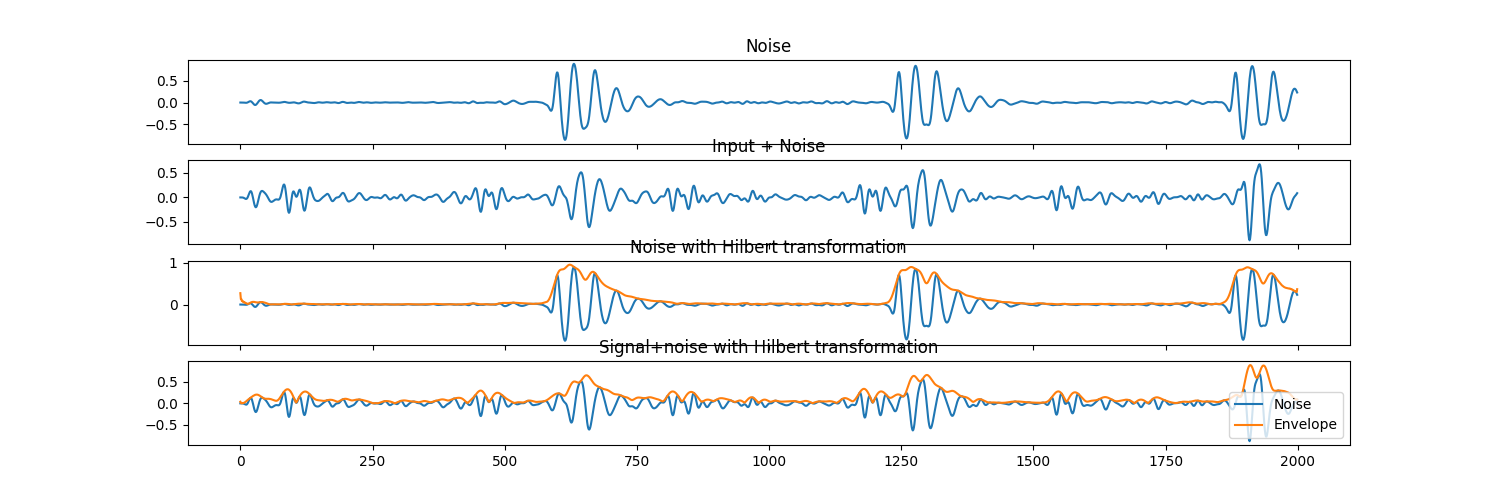 Noise
0.5
0.0
−0.5
Input + Noise
0.5
0.0
−0.5
Noise with Hilbert transformation
1
0
Signal+noise with Hilbert transformation
0.5
0.0
−0.5
Noise
Envelope
0 250 500 750 1000 1250 1500 1750 2000